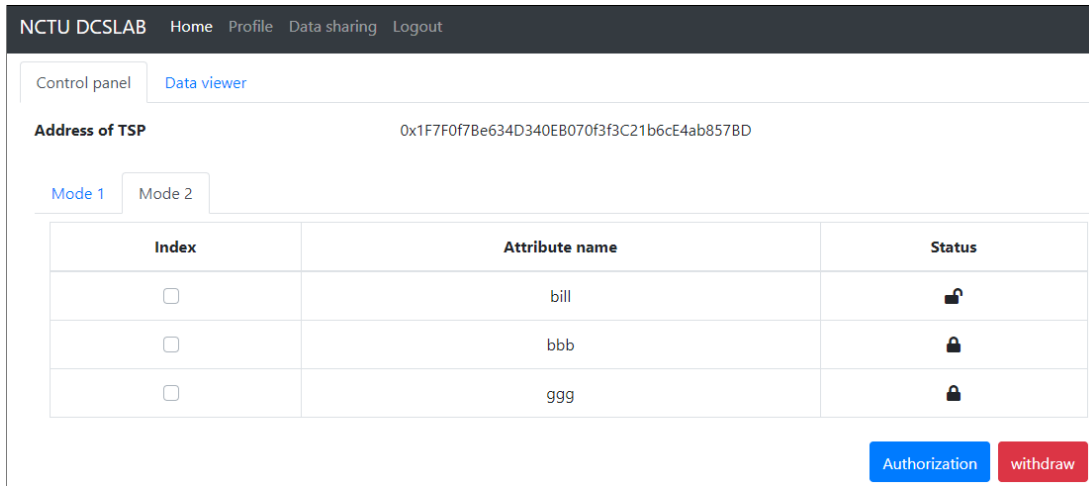 NCTU DCSLAB Home Profile Data sharing Logout
Control panel Data viewer
Address of TSP 0x1F7F0f7Be634D340EB070f3f3C21b6cE4ab857BD
Mode 1 Mode 2
Index Attribute name Status
bill
bbb
ggg
Authorization withdraw